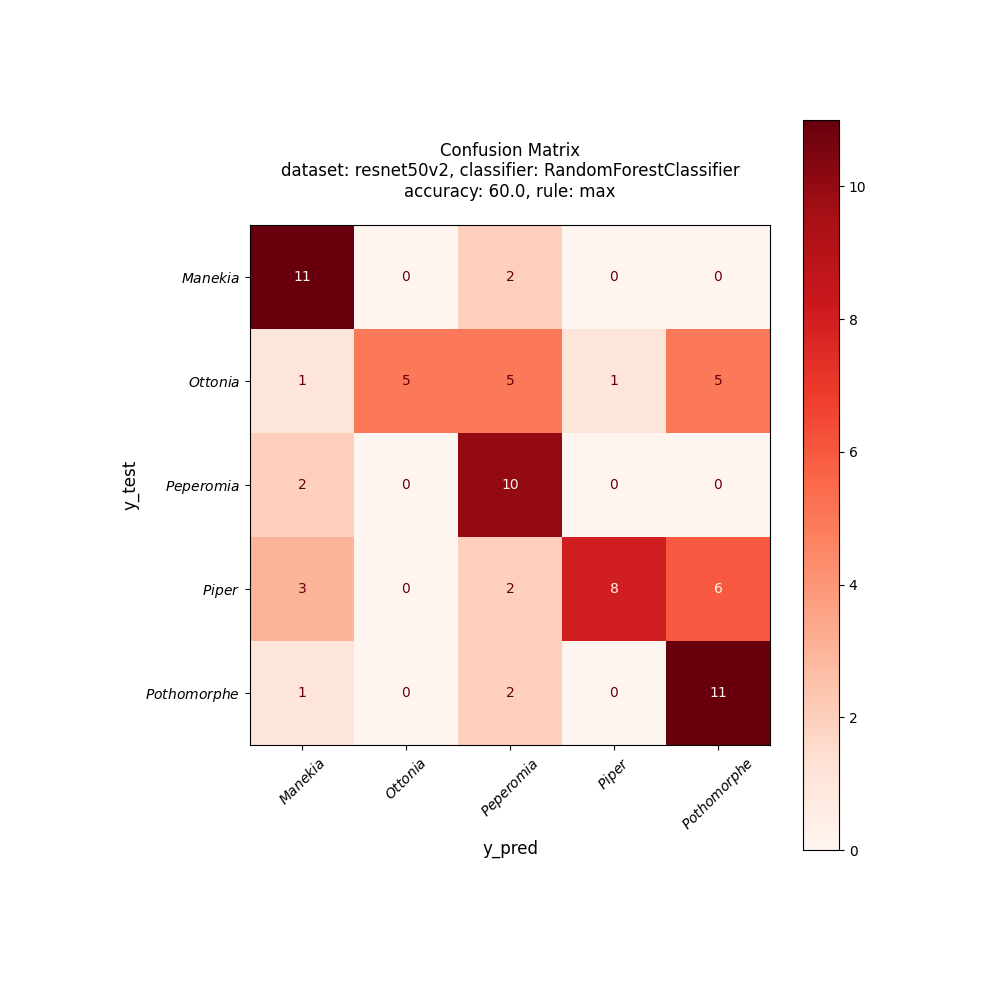 Confusion Matrix
dataset: resnet50v2, classifier: RandomForestClassifier
accuracy: 60.0, rule: max
y_test
Manekia 11 0 2 0 0
Ottonia 1 5 5 1 5
Peperomia 2 0 10 0 0
Piper 3 0 2 8 6
Pothomorphe 1 0 2 0 11
Manekia Ottonia Peperomia Piper Pothomorphe
y_pred
10
8
6
4
2
0